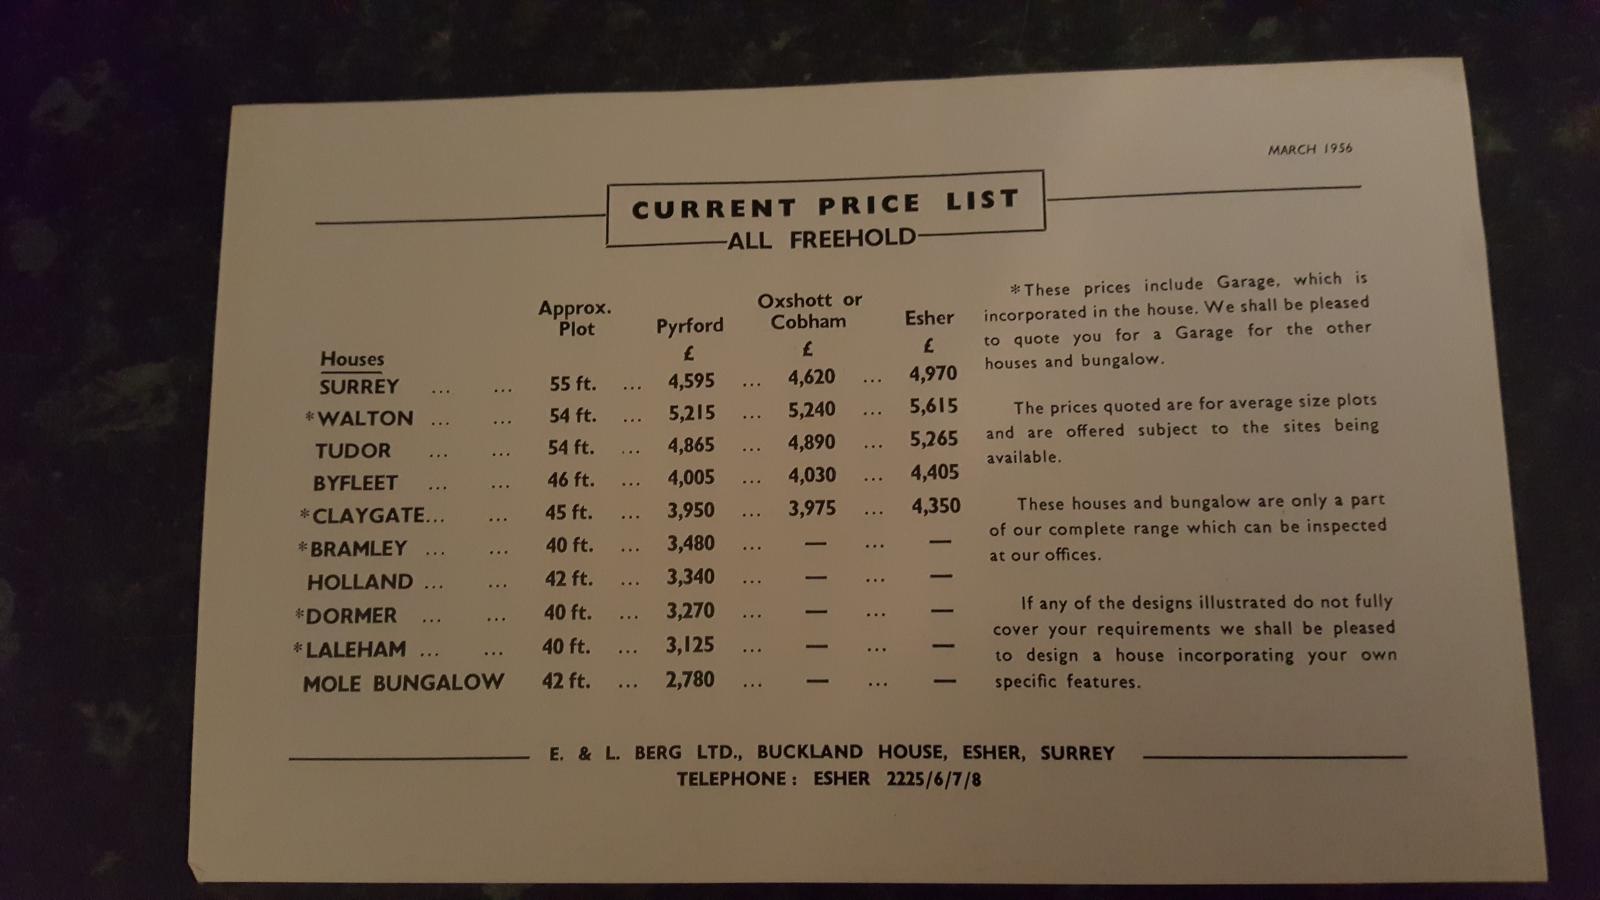 MARCH 1956
CURRENT PRICE LIST
ALL FREEHOLD
Approx. Plot Pyrford Oxshott or Cobham Esher
Houses £ £ £
SURREY ... ... 55 ft. ... 4,595 ... 4,620 ... 4,970
*WALTON ... ... 54 ft. ... 5,215 ... 5,240 ... 5,615
TUDOR ... ... 54 ft. ... 4,865 ... 4,890 ... 5,265
BYFLEET ... ... 46 ft. ... 4,005 ... 4,030 ... 4,405
*CLAYGATE... ... 45 ft. ... 3,950 ... 3,975 ... 4,350
*BRAMLEY ... ... 40 ft. ... 3,480 ... — ... —
HOLLAND ... ... 42 ft. ... 3,340 ... — ... —
*DORMER ... ... 40 ft. ... 3,270 ... — ... —
*LALEHAM ... ... 40 ft. ... 3,125 ... — ... —
MOLE BUNGALOW 42 ft. ... 2,780 ... — ... —
*These prices include Garage, which is
incorporated in the house. We shall be pleased
to quote you for a Garage for the other
houses and bungalow.
The prices quoted are for average size plots
and are offered subject to the sites being
available.
These houses and bungalow are only a part
of our complete range which can be inspected
at our offices.
If any of the designs illustrated do not fully
cover your requirements we shall be pleased
to design a house incorporating your own
specific features.
E. & L. BERG LTD., BUCKLAND HOUSE, ESHER, SURREY
TELEPHONE : ESHER 2225/6/7/8